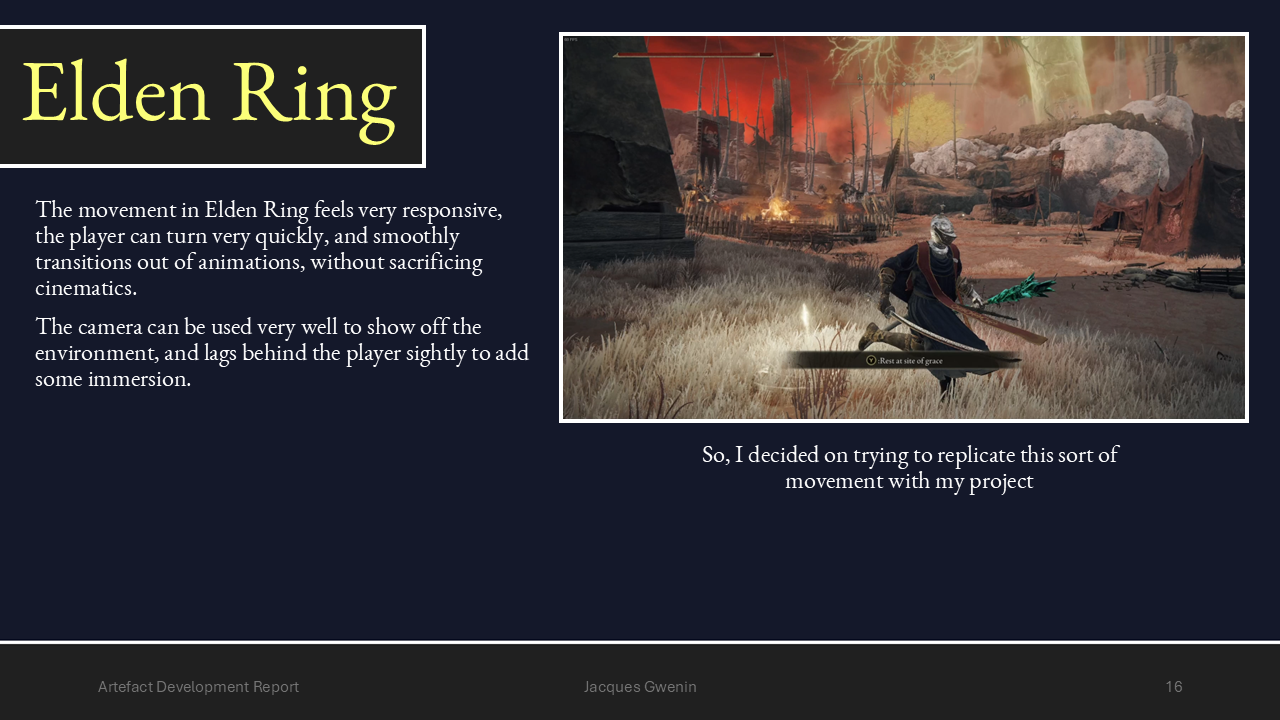 Elden Ring
The movement in Elden Ring feels very responsive,
the player can turn very quickly, and smoothly
transitions out of animations, without sacrificing
cinematics.
The camera can be used very well to show off the
environment, and lags behind the player sightly to add
some immersion.
N
:Rest at site of grace
So, I decided on trying to replicate this sort of
movement with my project
Artefact Development Report
Jacques Gwenin
16